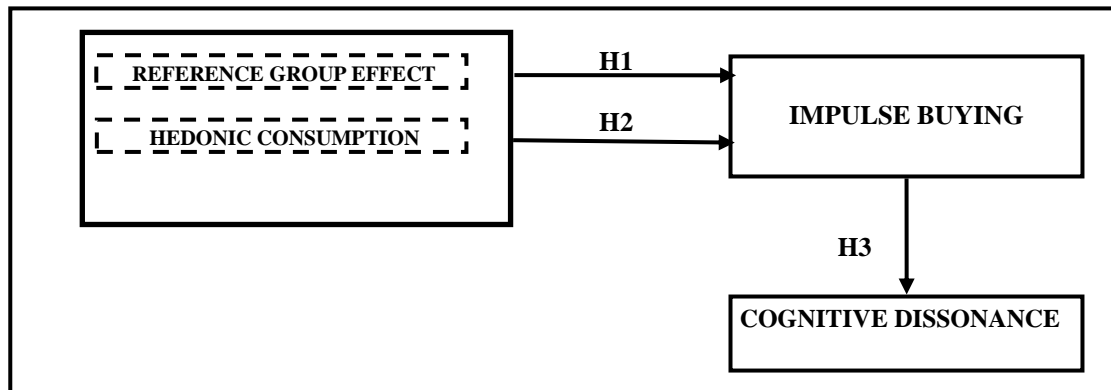 REFERENCE GROUP EFFECT
H1
IMPULSE BUYING
HEDONIC CONSUMPTION
H2
H3
COGNITIVE DISSONANCE